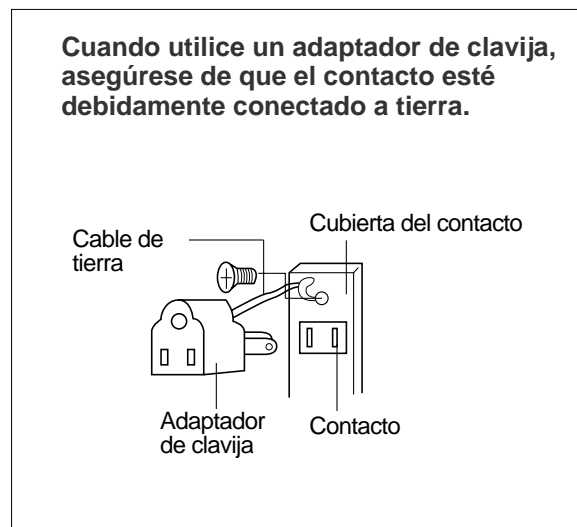 Cuando utilice un adaptador de clavija,
asegúrese de que el contacto esté
debidamente conectado a tierra.
Cubierta del contacto
Cable de
tierra
Adaptador
de clavija
Contacto